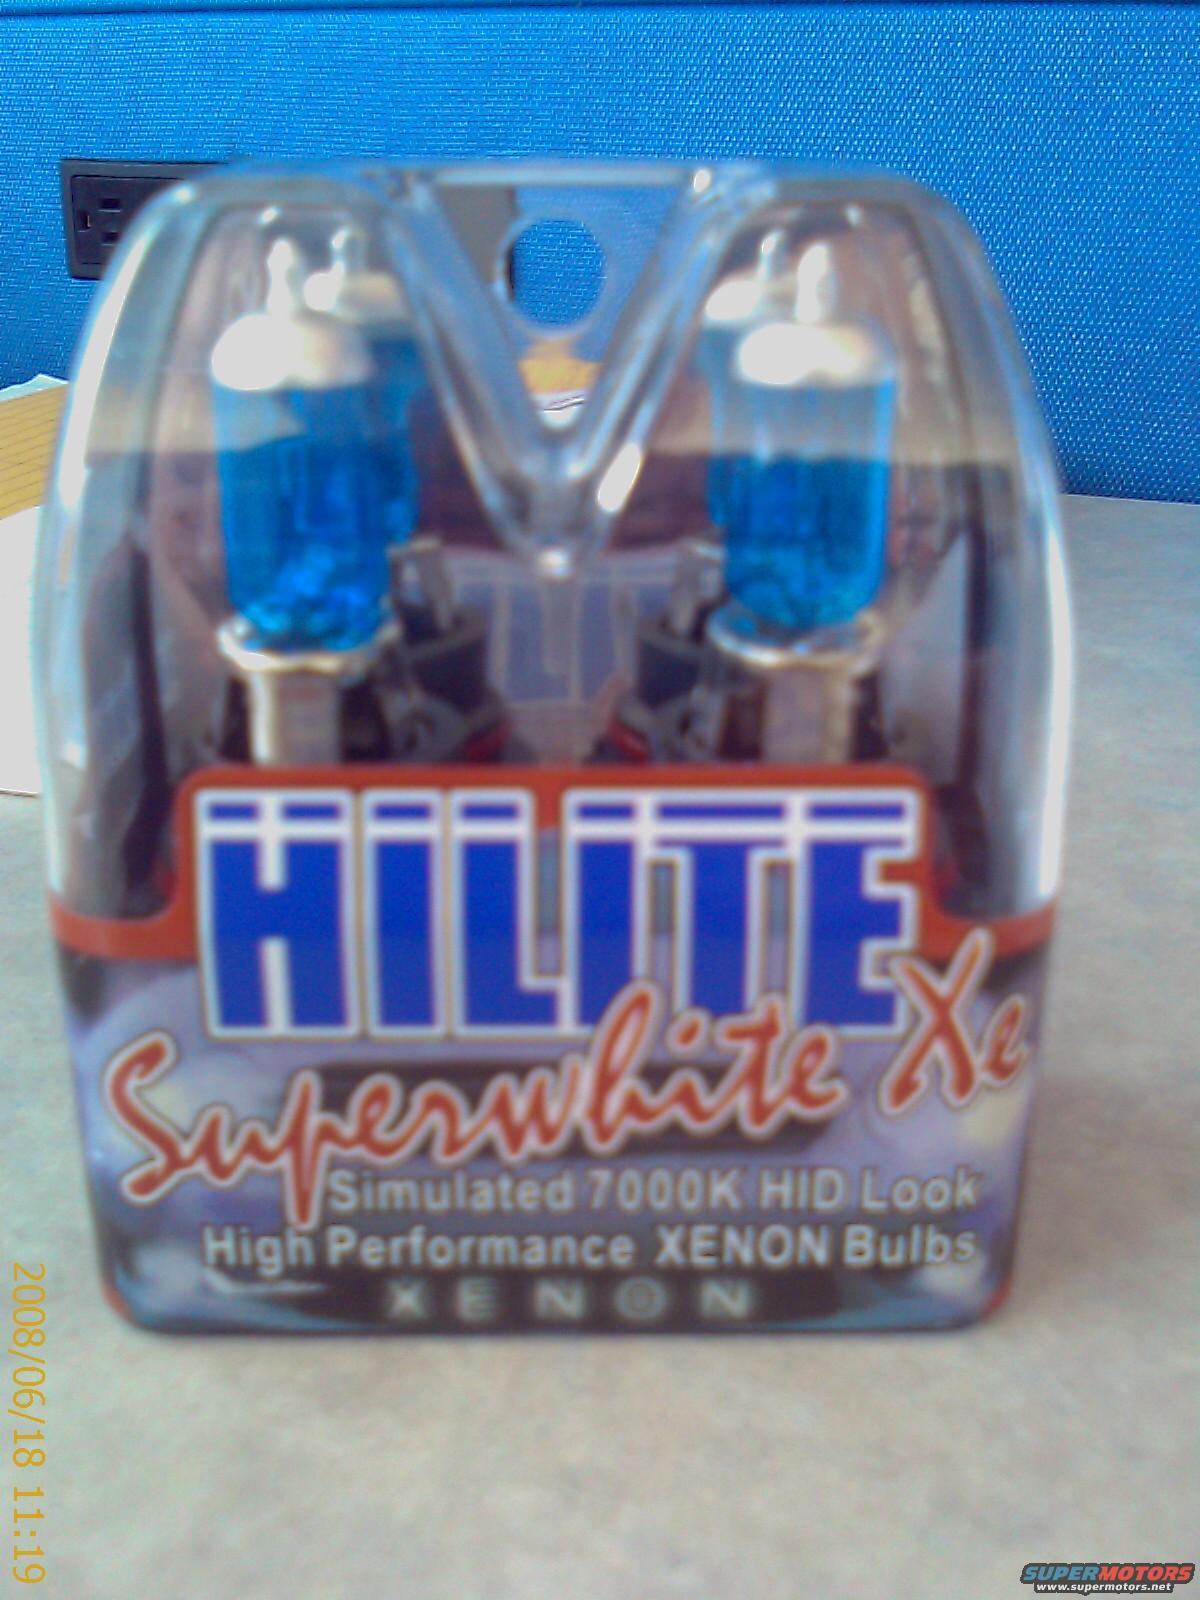 HILITE
Superwhite Xe
Simulated 7000K HID Look
High Performance XENON Bulbs
XENON
2008/06/18 11:19
SUPERMOTORS
www.supermotors.net